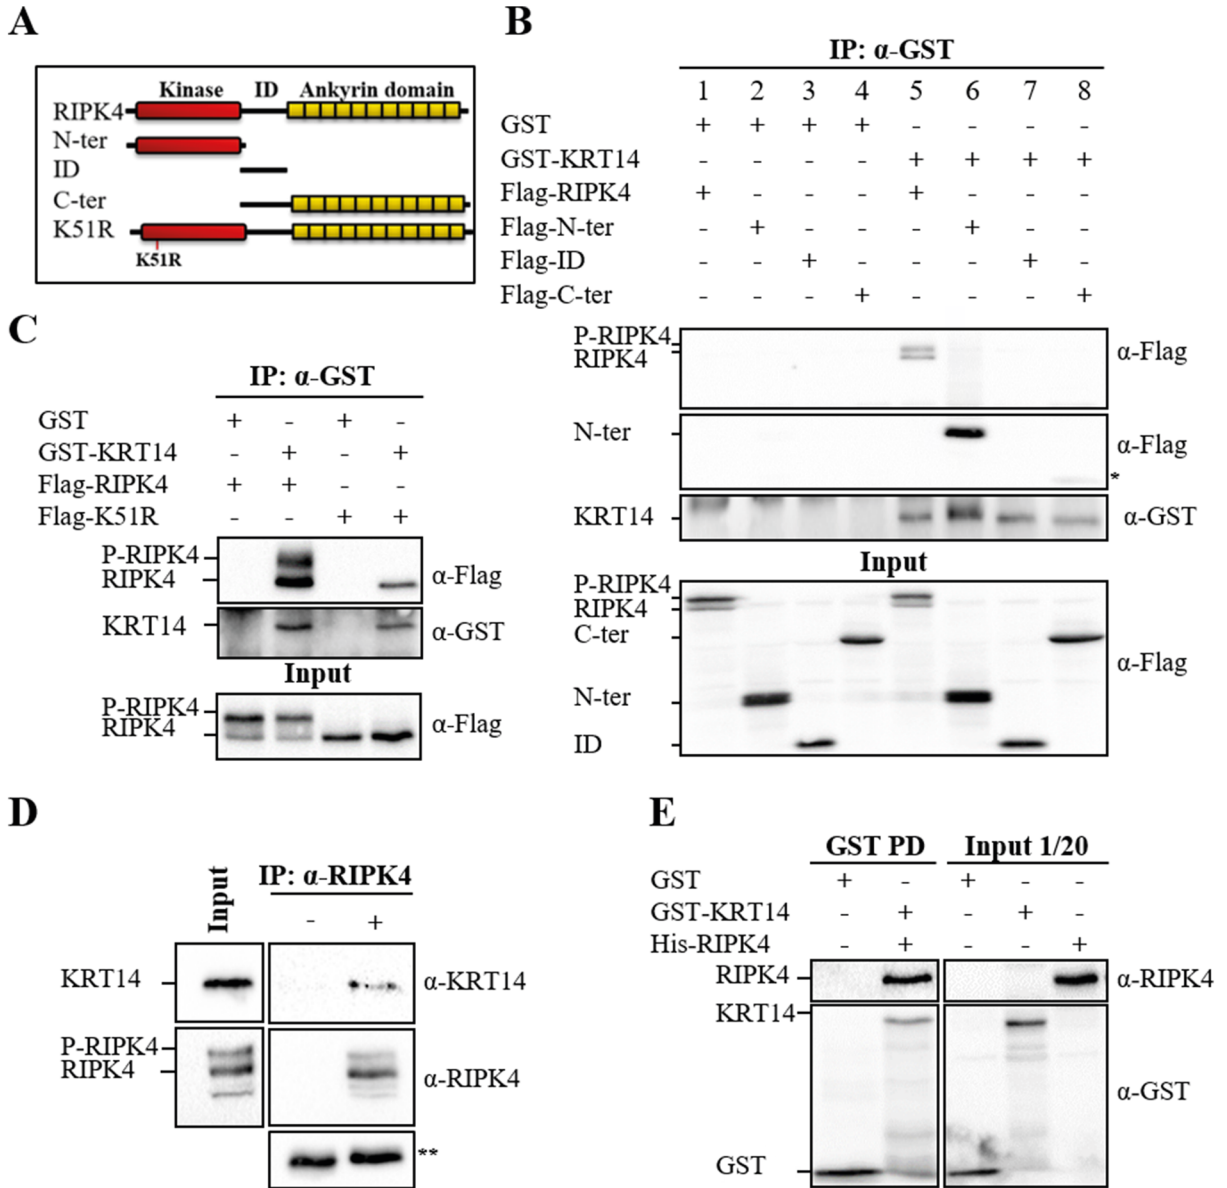 A
Kinase ID Ankyrin domain
RIPK4
N-ter
ID
C-ter
K51R
K51R
B
IP: α-GST
1 2 3 4 5 6 7 8
GST + + + + - - - -
GST-KRT14 - - - - + + + +
Flag-RIPK4 + - - - + - - -
Flag-N-ter - + - - - + - -
Flag-ID - - + - - - + -
Flag-C-ter - - - + - - - +
P-RIPK4
RIPK4
α-Flag
N-ter
α-Flag
*
KRT14
α-GST
Input
P-RIPK4
RIPK4
C-ter
α-Flag
N-ter
ID
C
IP: α-GST
GST + - + -
GST-KRT14 - + - +
Flag-RIPK4 + + - -
Flag-K51R - - + +
P-RIPK4
RIPK4
α-Flag
KRT14
α-GST
Input
P-RIPK4
RIPK4
α-Flag
D
Input
IP: α-RIPK4
- +
KRT14
α-KRT14
P-RIPK4
RIPK4
α-RIPK4
**
E
GST PD Input 1/20
GST + - + - -
GST-KRT14 - + - + -
His-RIPK4 - + - - +
RIPK4
α-RIPK4
KRT14
α-GST
GST